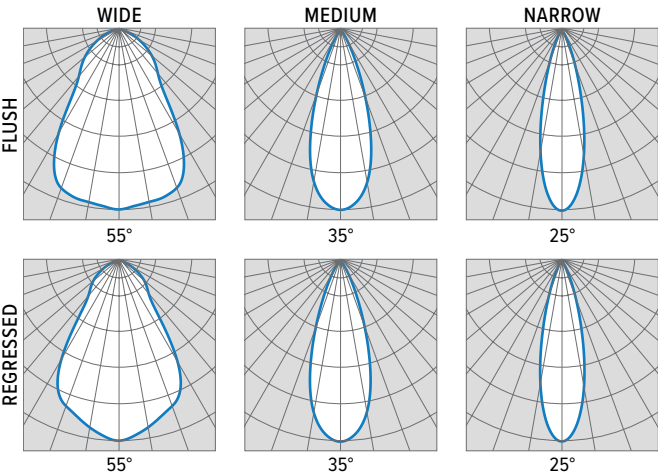 WIDE MEDIUM NARROW
FLUSH
55° 35° 25°
REGRESSED
55° 35° 25°